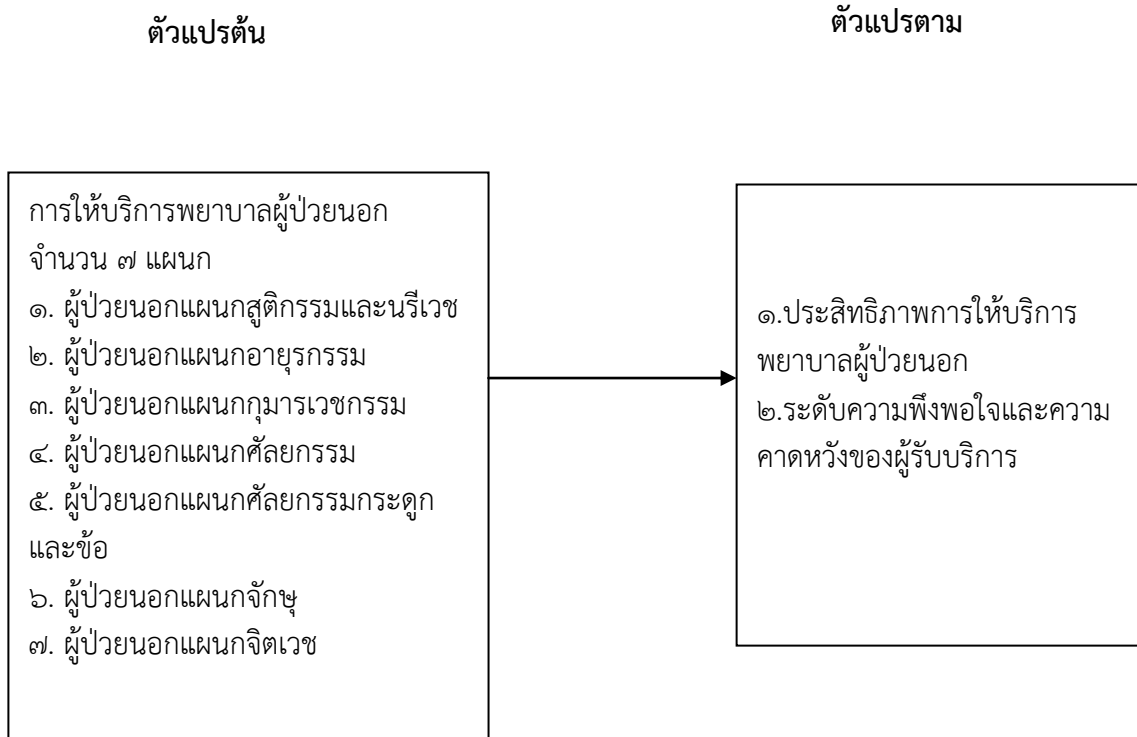 ตัวแปรต้น
ตัวแปรตาม
การให้บริการพยาบาลผู้ป่วยนอก
จำนวน ๗ แผนก
๑. ผู้ป่วยนอกแผนกสูติกรรมและนรีเวช
๒. ผู้ป่วยนอกแผนกอายุรกรรม
๓. ผู้ป่วยนอกแผนกกุมารเวชกรรม
๔. ผู้ป่วยนอกแผนกศัลยกรรม
๕. ผู้ป่วยนอกแผนกศัลยกรรมกระดูก
และข้อ
๖. ผู้ป่วยนอกแผนกจักษุ
๗. ผู้ป่วยนอกแผนกจิตเวช
๑.ประสิทธิภาพการให้บริการ
พยาบาลผู้ป่วยนอก
๒.ระดับความพึงพอใจและความ
คาดหวังของผู้รับบริการ